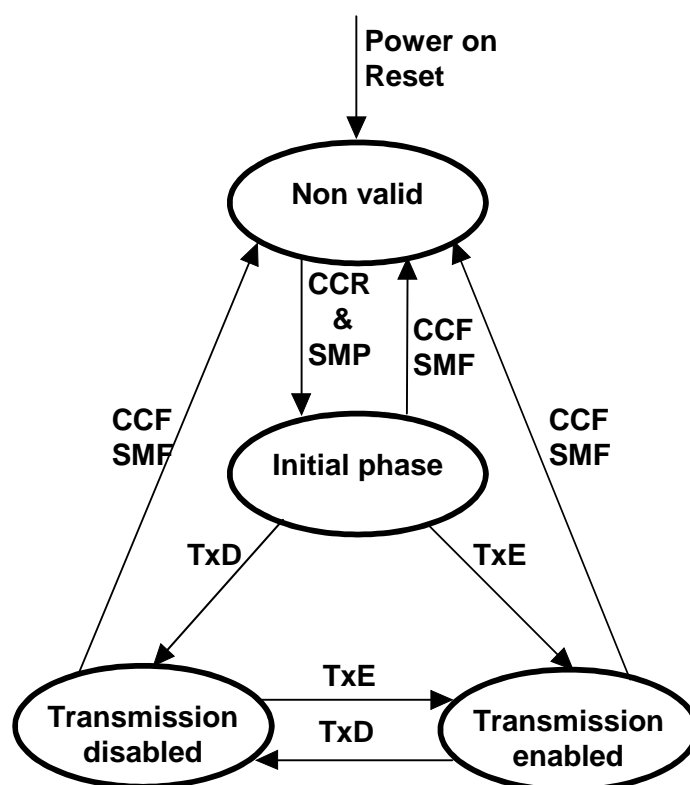 Power on
Reset
Non valid
CCR
&
SMP
CCF
SMF
CCF
SMF
CCF
SMF
Initial phase
TxD
TxE
TxE
Transmission
disabled
TxD
Transmission
enabled